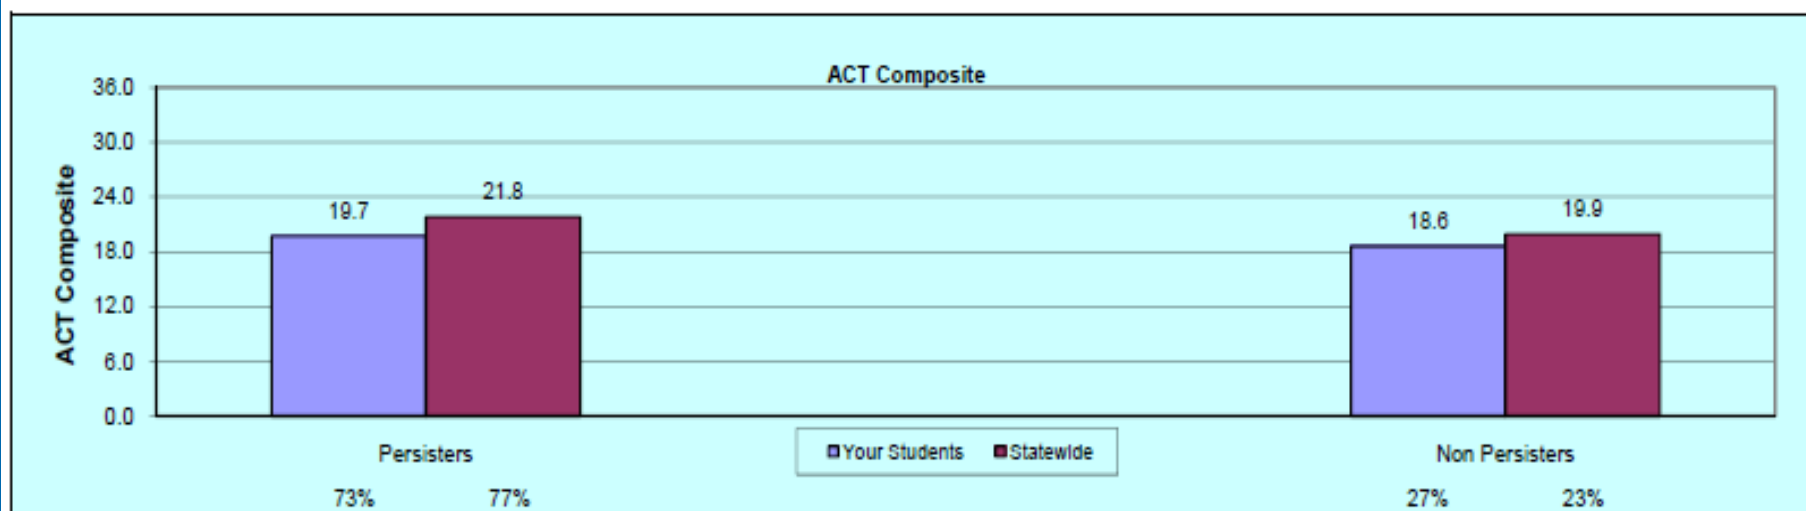 ACT Composite
36.0
30.0
24.0
18.0
12.0
6.0
0.0
ACT Composite
19.7
21.8
18.6
19.9
Persisters
Your Students Statewide
Non Persisters
73% 77% 27% 23%